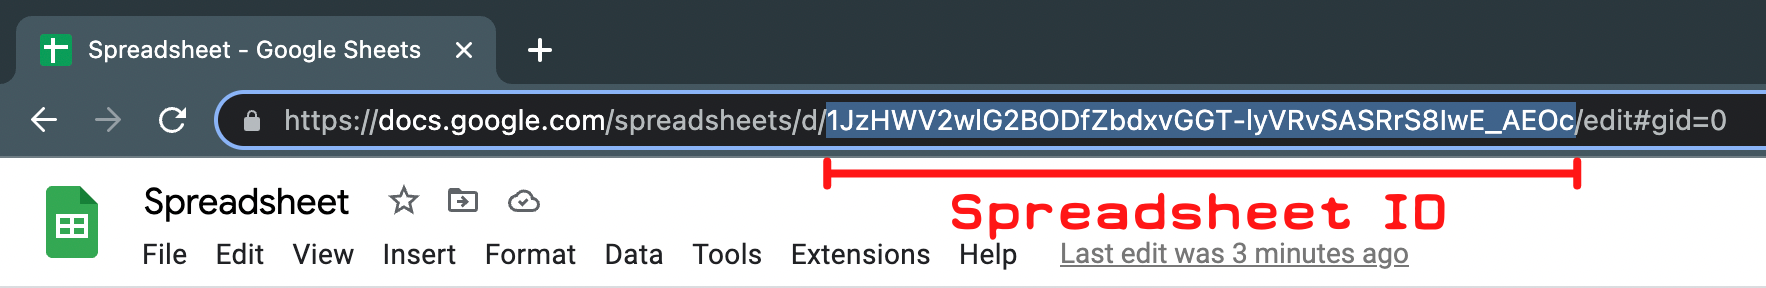 Spreadsheet - Google Sheets
https://docs.google.com/spreadsheets/d/1JzHWV2wlG2BODfZbdxvGGT-lyVRvSASRrS8IwE_AEOc/edit#gid=0
Spreadsheet
Spreadsheet ID
File Edit View Insert Format Data Tools Extensions Help Last edit was 3 minutes ago